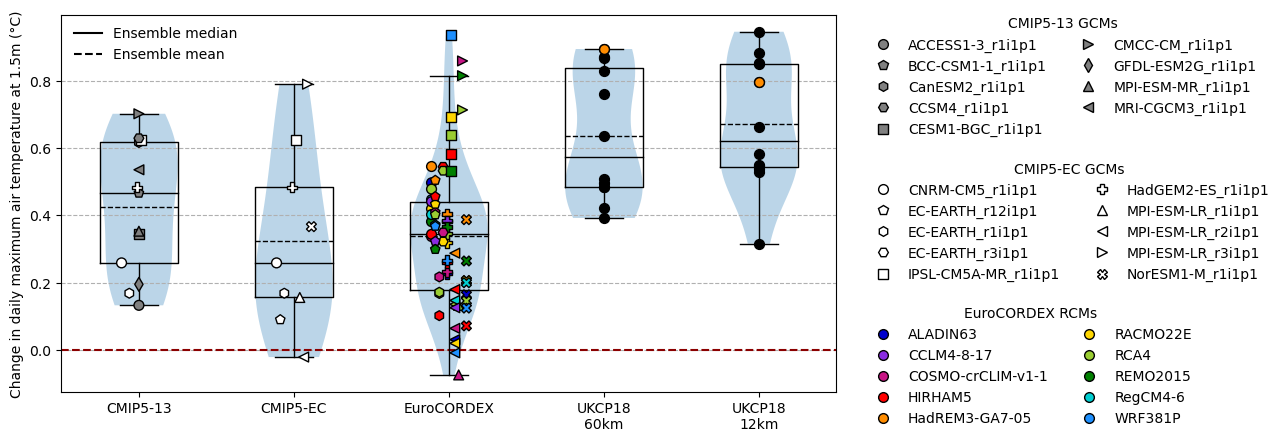 Change in daily maximum air temperature at 1.5m (°C)
0.8
0.6
0.4
0.2
0.0
Ensemble median
Ensemble mean
CMIP5-13
CMIP5-EC
EuroCORDEX
UKCP18
60km
UKCP18
12km
CMIP5-13 GCMs
ACCESS1-3_r1i1p1
BCC-CSM1-1_r1i1p1
CanESM2_r1i1p1
CCSM4_r1i1p1
CESM1-BGC_r1i1p1
CMCC-CM_r1i1p1
GFDL-ESM2G_r1i1p1
MPI-ESM-MR_r1i1p1
MRI-CGCM3_r1i1p1
CMIP5-EC GCMs
CNRM-CM5_r1i1p1
EC-EARTH_r12i1p1
EC-EARTH_r1i1p1
EC-EARTH_r3i1p1
IPSL-CM5A-MR_r1i1p1
HadGEM2-ES_r1i1p1
MPI-ESM-LR_r1i1p1
MPI-ESM-LR_r2i1p1
MPI-ESM-LR_r3i1p1
NorESM1-M_r1i1p1
EuroCORDEX RCMs
ALADIN63
CCLM4-8-17
COSMO-crCLIM-v1-1
HIRHAM5
HadREM3-GA7-05
RACMO22E
RCA4
REMO2015
RegCM4-6
WRF381P